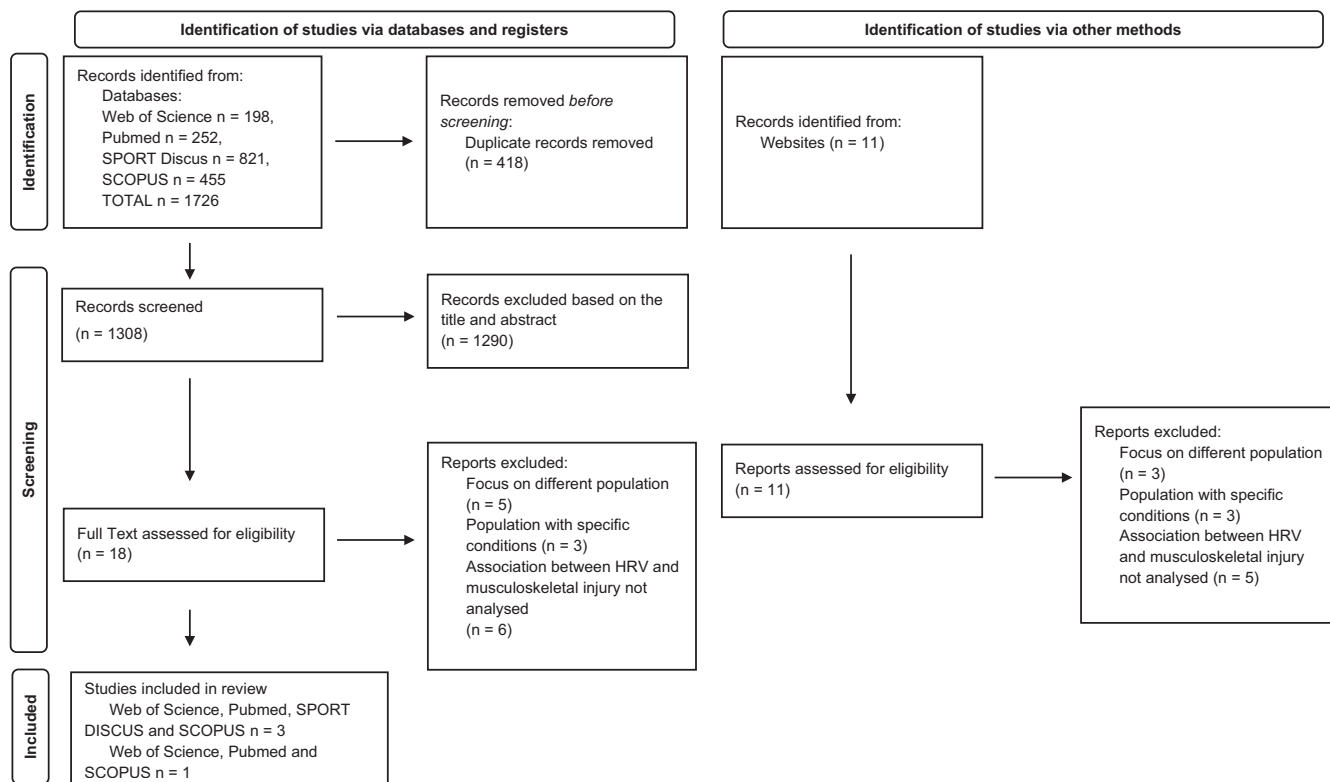 Identification of studies via databases and registers
Identification of studies via other methods
Identification
Records identified from:
Databases:
Web of Science n = 198,
Pubmed n = 252,
SPORT Discus n = 821,
SCOPUS n = 455
TOTAL n = 1726
Records removed before
screening:
Duplicate records removed
(n = 418)
Records identified from:
Websites (n = 11)
Screening
Records screened
(n = 1308)
Records excluded based on the
title and abstract
(n = 1290)
Full Text assessed for eligibility
(n = 18)
Reports excluded:
Focus on different population
(n = 5)
Population with specific
conditions (n = 3)
Association between HRV and
musculoskeletal injury not
analysed
(n = 6)
Reports assessed for eligibility
(n = 11)
Reports excluded:
Focus on different population
(n = 3)
Population with specific
conditions (n = 3)
Association between HRV
and musculoskeletal injury
not analysed (n = 5)
Included
Studies included in review
Web of Science, Pubmed, SPORT
DISCUS and SCOPUS n = 3
Web of Science, Pubmed and
SCOPUS n = 1